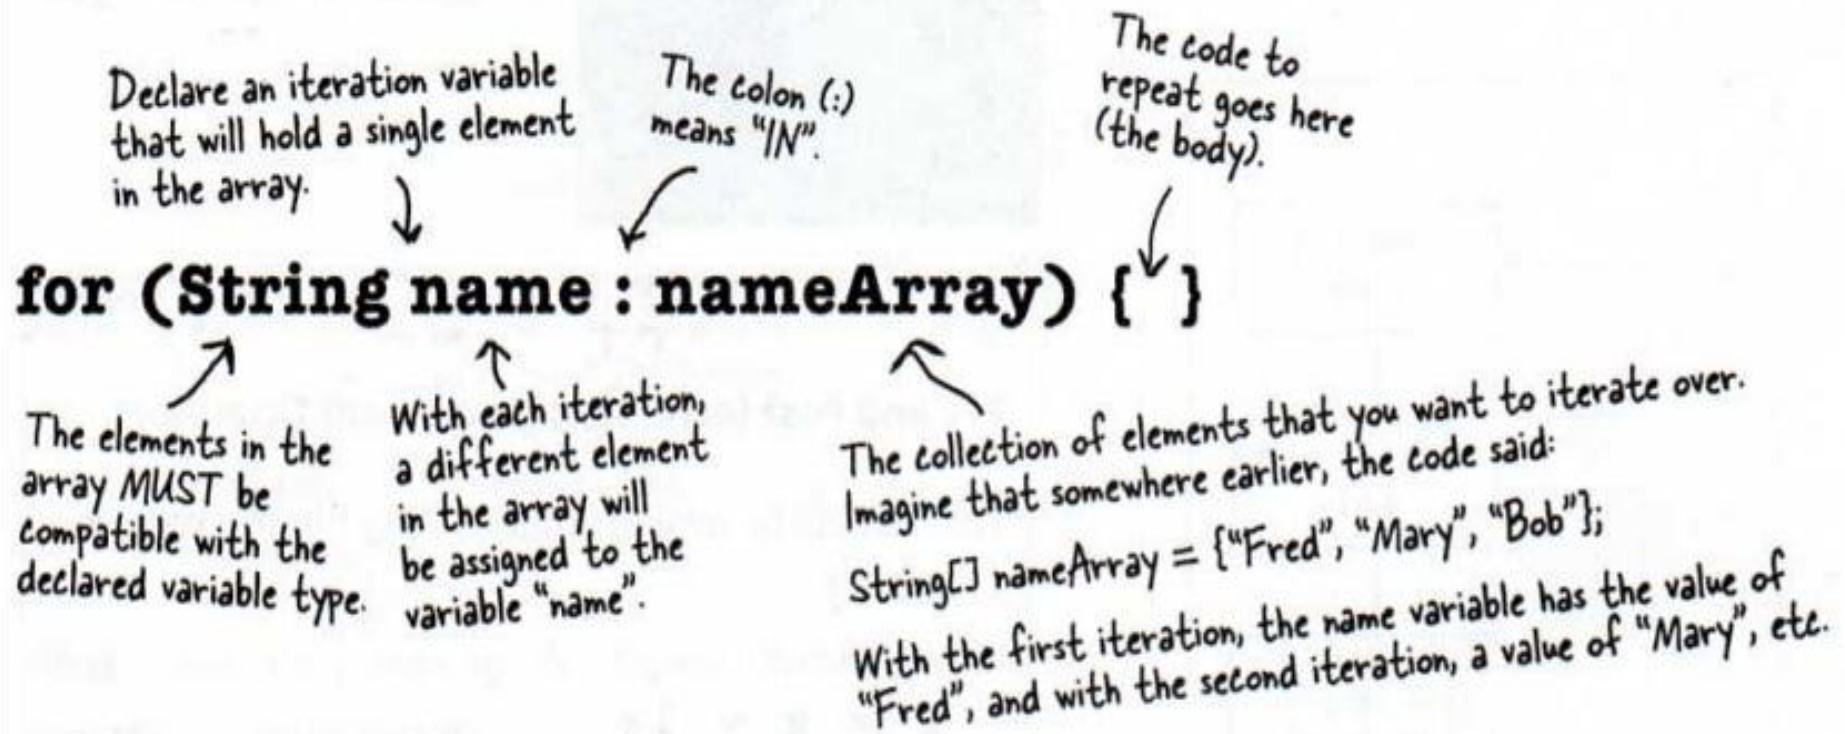 Declare an iteration variable
that will hold a single element
in the array.
The colon (:)
means "IN".
The code to
repeat goes here
(the body).
for (String name : nameArray) { }
The elements in the
array MUST be
compatible with the
declared variable type.
With each iteration,
a different element
in the array will
be assigned to the
variable "name".
The collection of elements that you want to iterate over.
Imagine that somewhere earlier, the code said:
String[] nameArray = {"Fred", "Mary", "Bob"};
With the first iteration, the name variable has the value of
"Fred", and with the second iteration, a value of "Mary", etc.